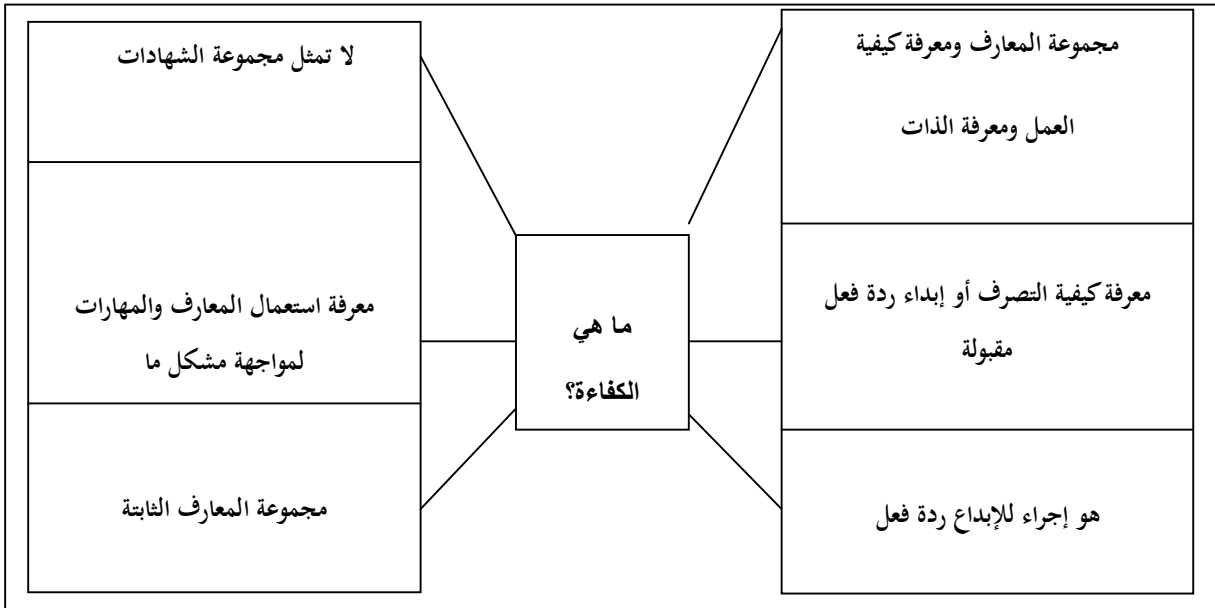 مجموعة المعارف ومعرفة كيفية
العمل ومعرفة الذات
معرفة كيفية التصرف أو إبداء ردة فعل
مقبولة
هو إجراء للإبداع ردة فعل
ما هي
الكفاءة؟
لا تمثل مجموعة الشهادات
معرفة استعمال المعارف والمهارات
لمواجهة مشكل ما
مجموعة المعارف الثابتة